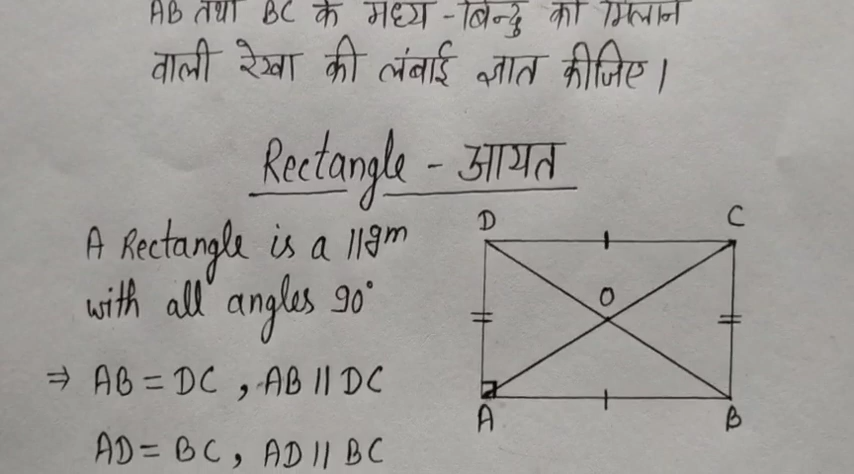 AB तथा BC के मध्य-बिन्दु को मिलाने
वाली रेखा की लंबाई ज्ञात कीजिए।
Rectangle - आयत
A Rectangle is a ||gm
with all angles 90°
⇒ AB = DC, AB || DC
AD = BC, AD || BC
D C
O
A B